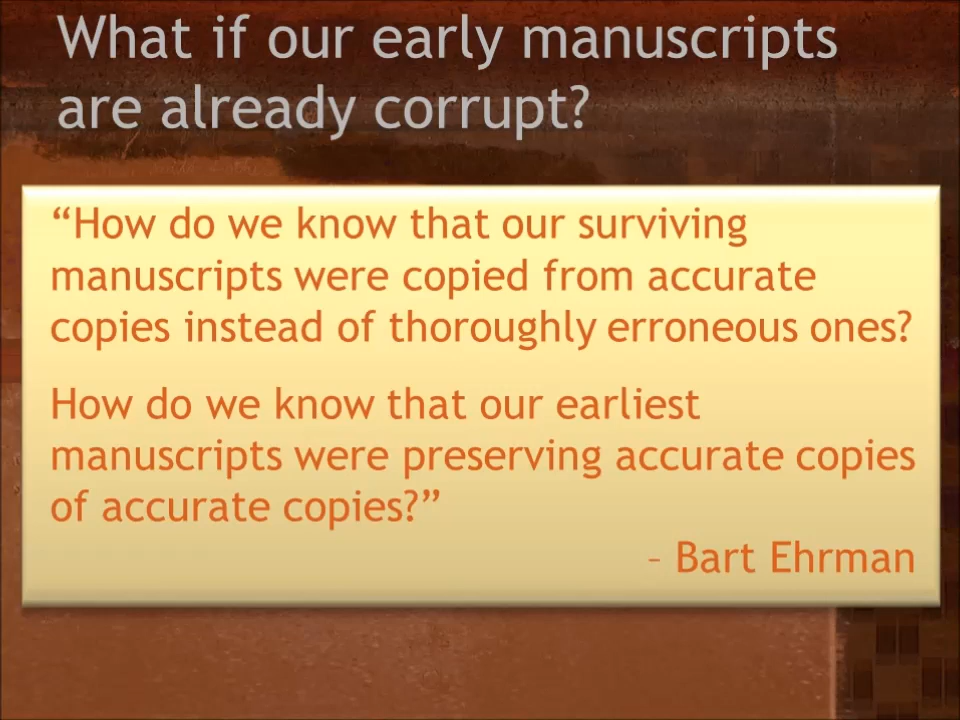 What if our early manuscripts
are already corrupt?
“How do we know that our surviving
manuscripts were copied from accurate
copies instead of thoroughly erroneous ones?
How do we know that our earliest
manuscripts were preserving accurate copies
of accurate copies?”
– Bart Ehrman